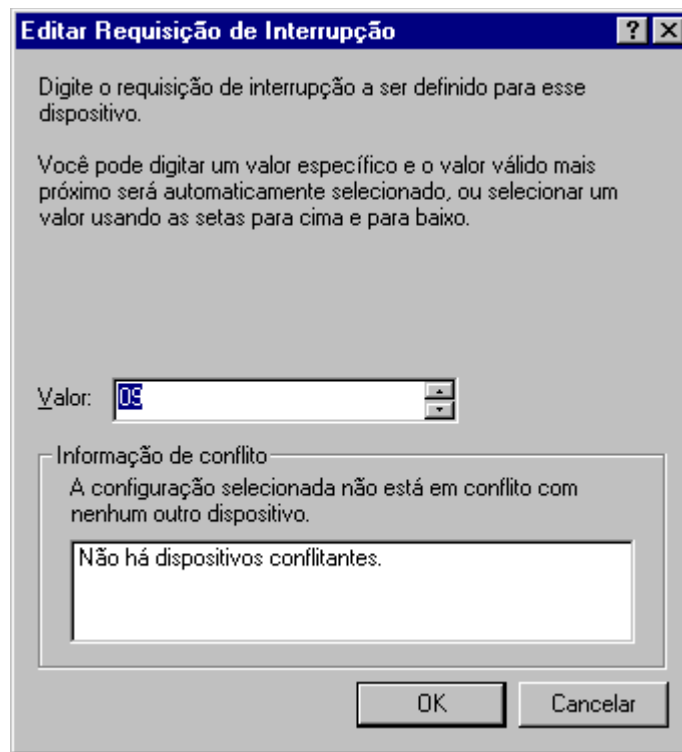 Editar Requisição de Interrupção
Digite o requisição de interrupção a ser definido para esse
dispositivo.
Você pode digitar um valor específico e o valor válido mais
próximo será automaticamente selecionado, ou selecionar um
valor usando as setas para cima e para baixo.
Valor: 09
Informação de conflito
A configuração selecionada não está em conflito com
nenhum outro dispositivo.
Não há dispositivos conflitantes.
OK Cancelar